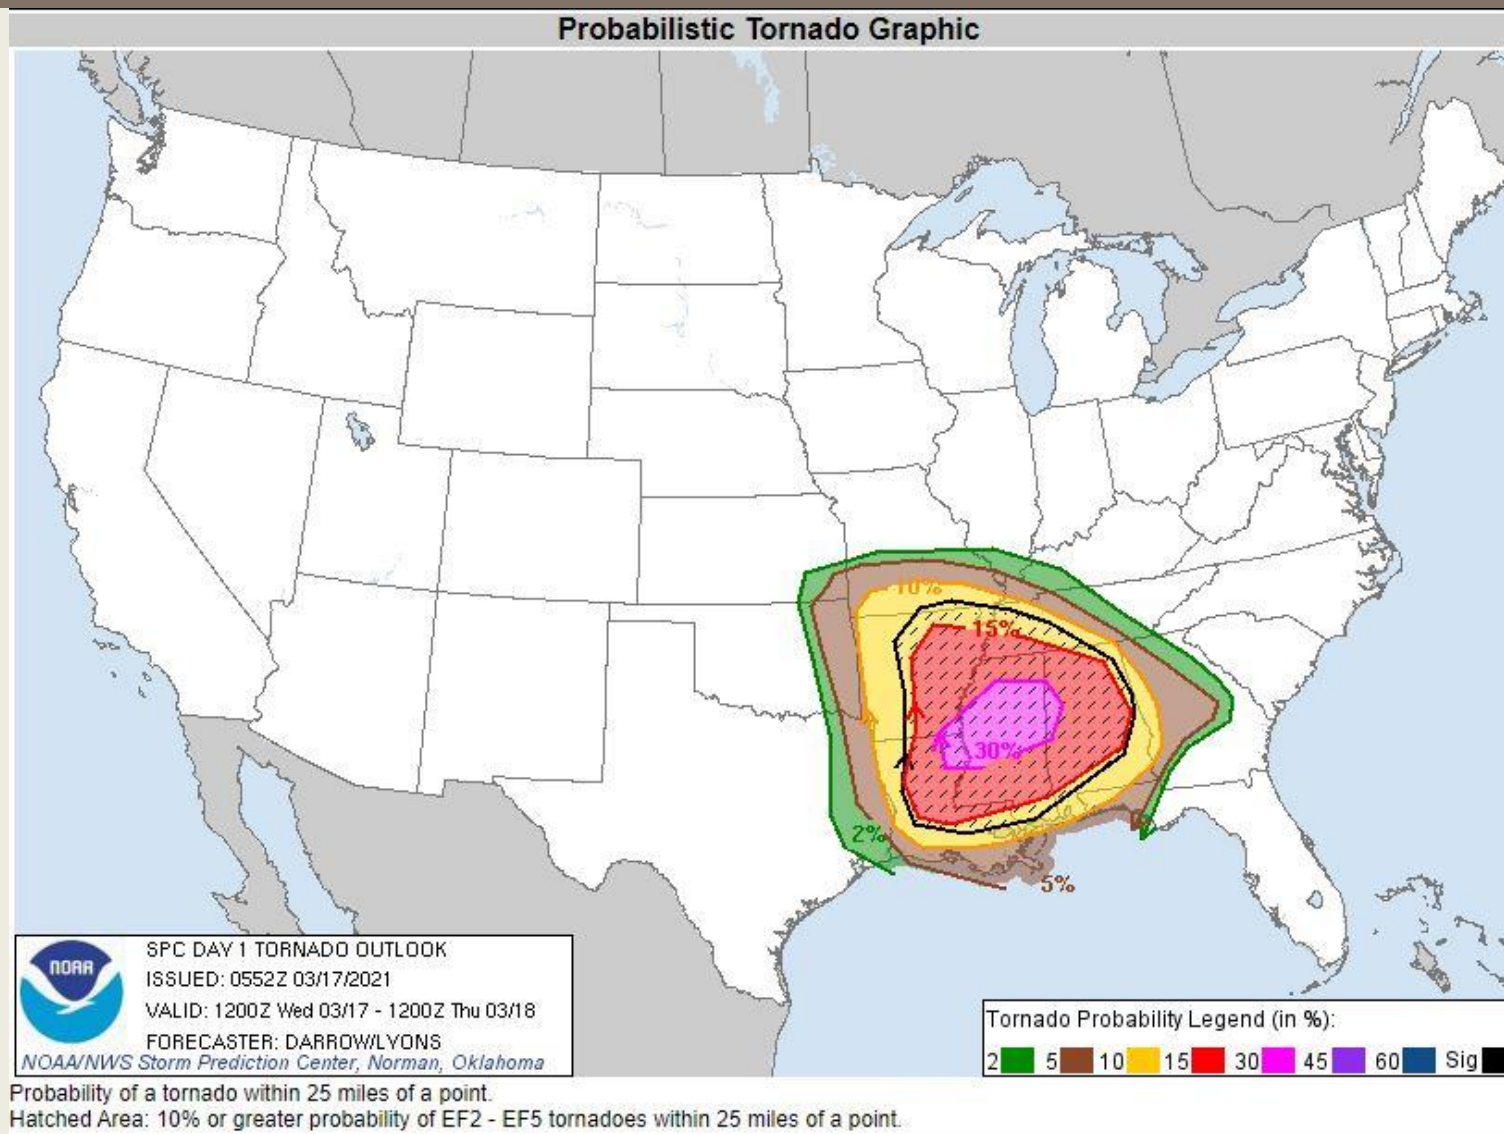 Probabilistic Tornado Graphic
10%
15%
30%
2%
5%
NOAA
SPC DAY 1 TORNADO OUTLOOK
ISSUED: 0552Z 03/17/2021
VALID: 1200Z Wed 03/17 - 1200Z Thu 03/18
FORECASTER: DARROW/LYONS
NOAA/NWS Storm Prediction Center, Norman, Oklahoma
Tornado Probability Legend (in %):
2 5 10 15 30 45 60 Sig
Probability of a tornado within 25 miles of a point.
Hatched Area: 10% or greater probability of EF2 - EF5 tornadoes within 25 miles of a point.